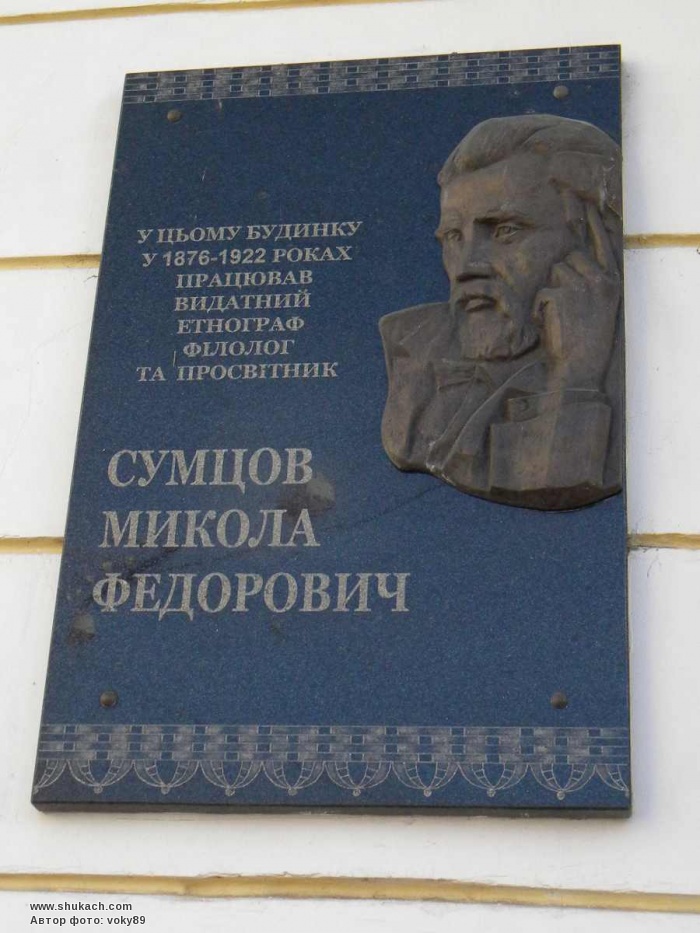 У ЦЬОМУ БУДИНКУ
У 1876-1922 РОКАХ
ПРАЦЮВАВ
ВИДАТНИЙ
ЕТНОГРАФ
ФІЛОЛОГ
ТА ПРОСВІТНИК
СУМЦОВ
МИКОЛА
ФЕДОРОВИЧ
www.shukach.com
Автор фото: voky89